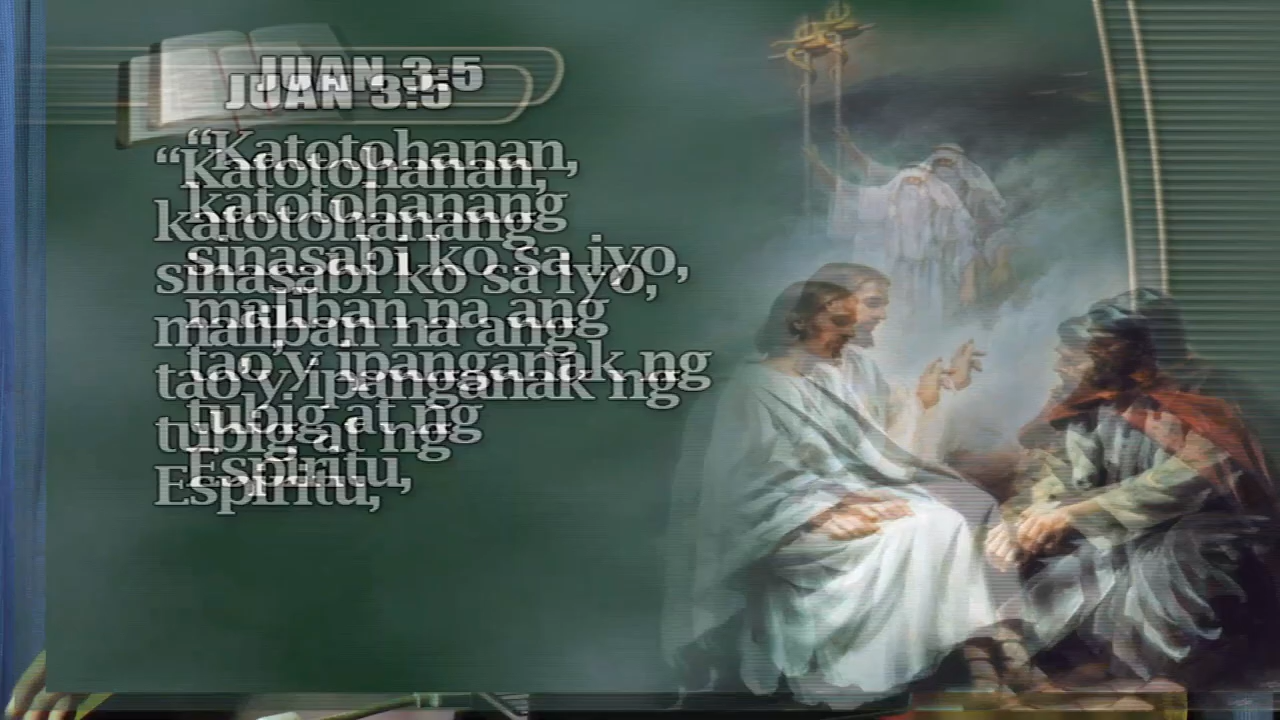 JUAN 3:5
“Katotohanan,
katotohanang
sinasabi ko sa iyo,
maliban na ang
tao'y ipanganak ng
tubig at ng
Espiritu,